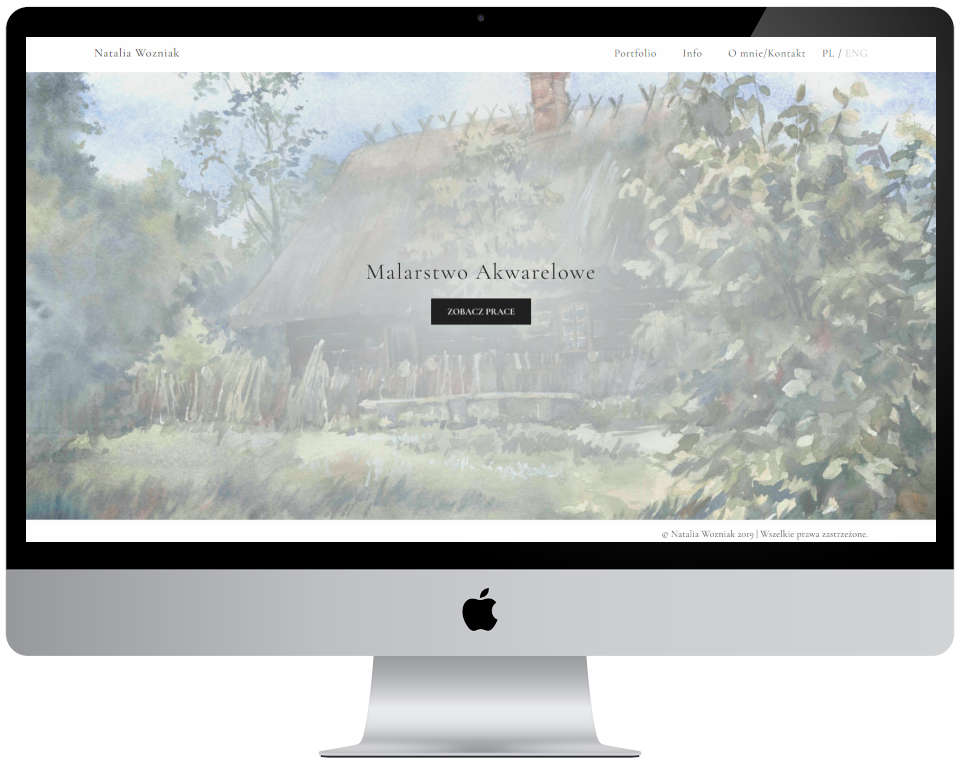 Natalia Wozniak
Portfolio Info O mnie/Kontakt PL / ENG
Malarstwo Akwarelowe
ZOBACZ PRACE
© Natalia Wozniak 2019 | Wszelkie prawa zastrzeżone.